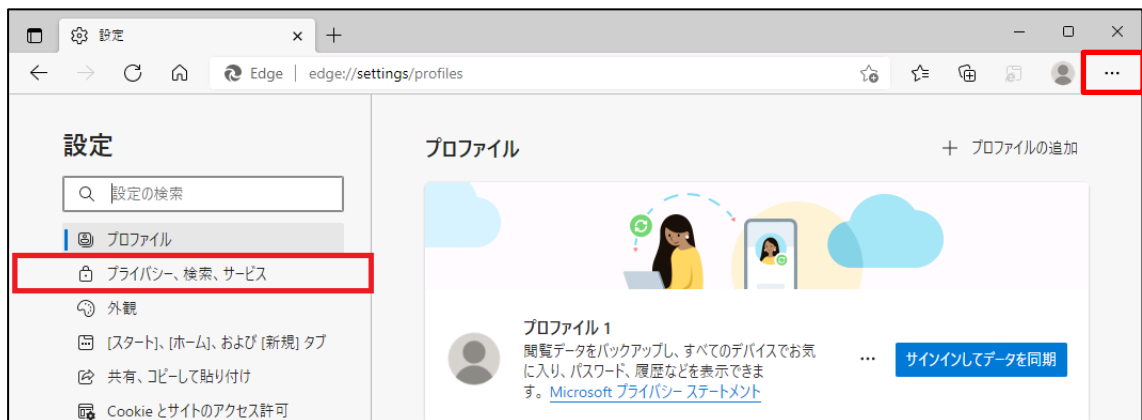 設定
Edge | edge://settings/profiles
設定
設定の検索
プロファイル
プライバシー、検索、サービス
外観
[スタート]、[ホーム]、および [新規] タブ
共有、コピーして貼り付け
Cookie とサイトのアクセス許可
プロファイル
プロファイルの追加
プロファイル 1
閲覧データをバックアップし、すべてのデバイスでお気
に入り、パスワード、履歴などを表示できま
す。Microsoft プライバシー ステートメント
サインインしてデータを同期